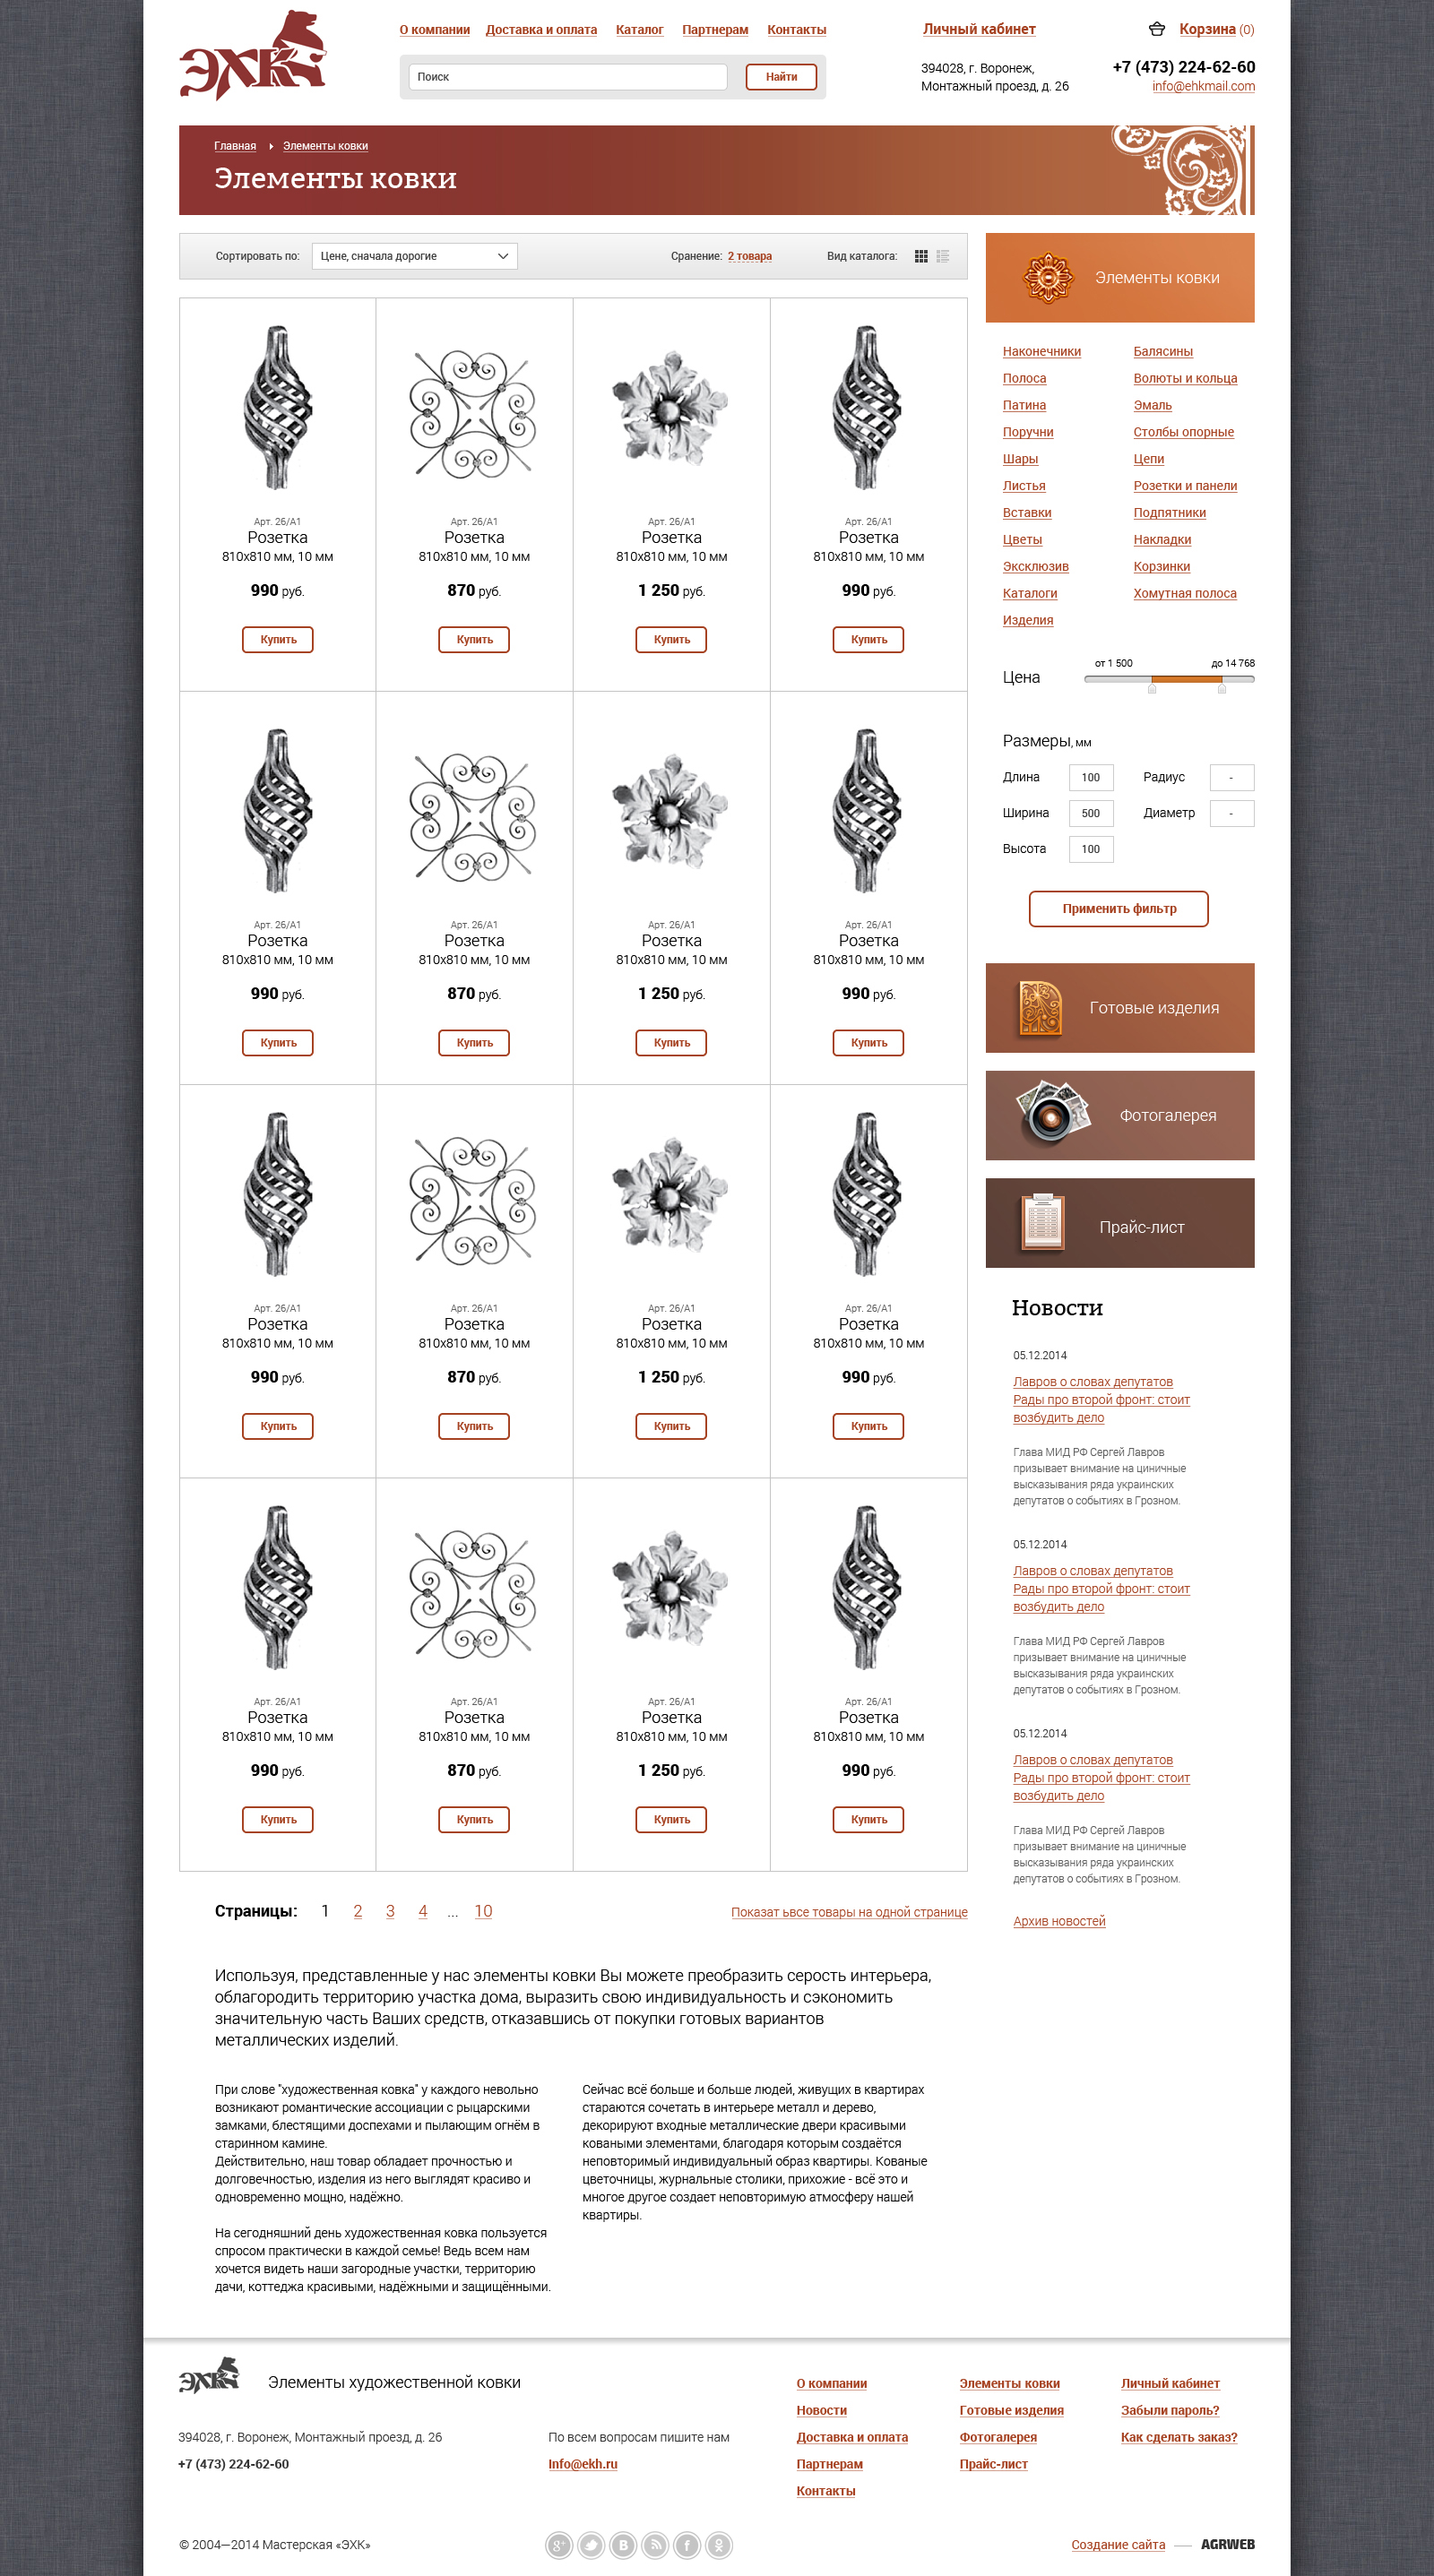 ЭХК
О компании Доставка и оплата Каталог Партнерам Контакты
Личный кабинет
Корзина (0)
Поиск Найти
394028, г. Воронеж,
Монтажный проезд, д. 26
+7 (473) 224-62-60
info@ehkmail.com
Главная Элементы ковки
Элементы ковки
Сортировать по: Цене, сначала дорогие Сранение: 2 товара Вид каталога:
Арт. 26/А1 Арт. 26/А1 Арт. 26/А1 Арт. 26/А1
Розетка Розетка Розетка Розетка
810х810 мм, 10 мм 810х810 мм, 10 мм 810х810 мм, 10 мм 810х810 мм, 10 мм
990 руб. 870 руб. 1 250 руб. 990 руб.
Купить Купить Купить Купить
Арт. 26/А1 Арт. 26/А1 Арт. 26/А1 Арт. 26/А1
Розетка Розетка Розетка Розетка
810х810 мм, 10 мм 810х810 мм, 10 мм 810х810 мм, 10 мм 810х810 мм, 10 мм
990 руб. 870 руб. 1 250 руб. 990 руб.
Купить Купить Купить Купить
Арт. 26/А1 Арт. 26/А1 Арт. 26/А1 Арт. 26/А1
Розетка Розетка Розетка Розетка
810х810 мм, 10 мм 810х810 мм, 10 мм 810х810 мм, 10 мм 810х810 мм, 10 мм
990 руб. 870 руб. 1 250 руб. 990 руб.
Купить Купить Купить Купить
Арт. 26/А1 Арт. 26/А1 Арт. 26/А1 Арт. 26/А1
Розетка Розетка Розетка Розетка
810х810 мм, 10 мм 810х810 мм, 10 мм 810х810 мм, 10 мм 810х810 мм, 10 мм
990 руб. 870 руб. 1 250 руб. 990 руб.
Купить Купить Купить Купить
Страницы: 1 2 3 4 ... 10
Показат ьвсе товары на одной странице
Элементы ковки
Наконечники Балясины
Полоса Волюты и кольца
Патина Эмаль
Поручни Столбы опорные
Шары Цепи
Листья Розетки и панели
Вставки Подпятники
Цветы Накладки
Эксклюзив Корзинки
Каталоги Хомутная полоса
Изделия
от 1 500 до 14 768
Цена
Размеры, мм
Длина 100 Радиус -
Ширина 500 Диаметр -
Высота 100
Применить фильтр
Готовые изделия
Фотогалерея
Прайс-лист
Новости
05.12.2014
Лавров о словах депутатов
Рады про второй фронт: стоит
возбудить дело
Глава МИД РФ Сергей Лавров
призывает внимание на циничные
высказывания ряда украинских
депутатов о событиях в Грозном.
05.12.2014
Лавров о словах депутатов
Рады про второй фронт: стоит
возбудить дело
Глава МИД РФ Сергей Лавров
призывает внимание на циничные
высказывания ряда украинских
депутатов о событиях в Грозном.
05.12.2014
Лавров о словах депутатов
Рады про второй фронт: стоит
возбудить дело
Глава МИД РФ Сергей Лавров
призывает внимание на циничные
высказывания ряда украинских
депутатов о событиях в Грозном.
Архив новостей
Используя, представленные у нас элементы ковки Вы можете преобразить серость интерьера,
облагородить территорию участка дома, выразить свою индивидуальность и сэкономить
значительную часть Ваших средств, отказавшись от покупки готовых вариантов
металлических изделий.
При слове "художественная ковка" у каждого невольно
возникают романтические ассоциации с рыцарскими
замками, блестящими доспехами и пылающим огнём в
старинном камине.
Действительно, наш товар обладает прочностью и
долговечностью, изделия из него выглядят красиво и
одновременно мощно, надёжно.
На сегодняшний день художественная ковка пользуется
спросом практически в каждой семье! Ведь всем нам
хочется видеть наши загородные участки, территорию
дачи, коттеджа красивыми, надёжными и защищёнными.
Сейчас всё больше и больше людей, живущих в квартирах
стараются сочетать в интерьере металл и дерево,
декорируют входные металлические двери красивыми
коваными элементами, благодаря которым создаётся
неповторимый индивидуальный образ квартиры. Кованые
цветочницы, журнальные столики, прихожие - всё это и
многое другое создает неповторимую атмосферу нашей
квартиры.
ЭХК
Элементы художественной ковки
394028, г. Воронеж, Монтажный проезд, д. 26
+7 (473) 224-62-60
По всем вопросам пишите нам
Info@ekh.ru
О компании Элементы ковки Личный кабинет
Новости Готовые изделия Забыли пароль?
Доставка и оплата Фотогалерея Как сделать заказ?
Партнерам Прайс-лист
Контакты
© 2004—2014 Мастерская «ЭХК»
g+ B f
Создание сайта — AGRWEB